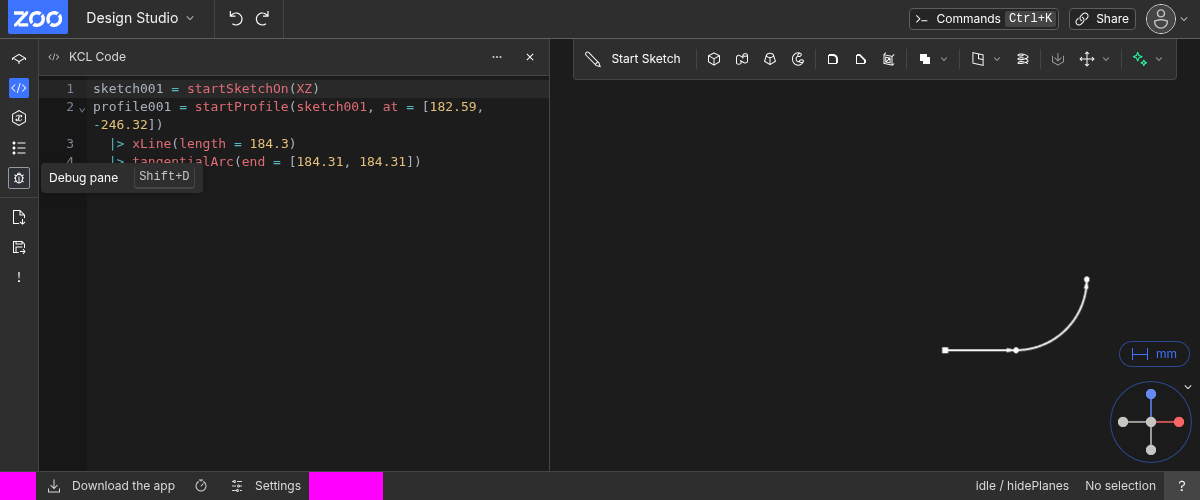 ZOO Design Studio Commands Ctrl+K Share
</> KCL Code ...
Start Sketch
1 sketch001 = startSketchOn(XZ)
2 profile001 = startProfile(sketch001, at = [182.59,
-246.32])
3 |> xLine(length = 184.3)
4 |> tangentialArc(end = [184.31, 184.31])
Debug pane Shift+D
mm
Download the app Settings idle / hidePlanes No selection ?